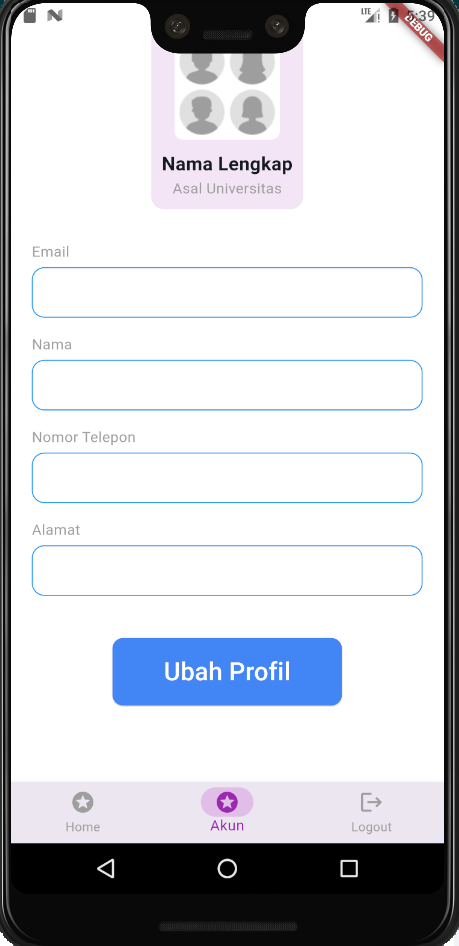 LTE 5:39
DEBUG
Nama Lengkap
Asal Universitas
Email
Nama
Nomor Telepon
Alamat
Ubah Profil
Home
Akun
Logout